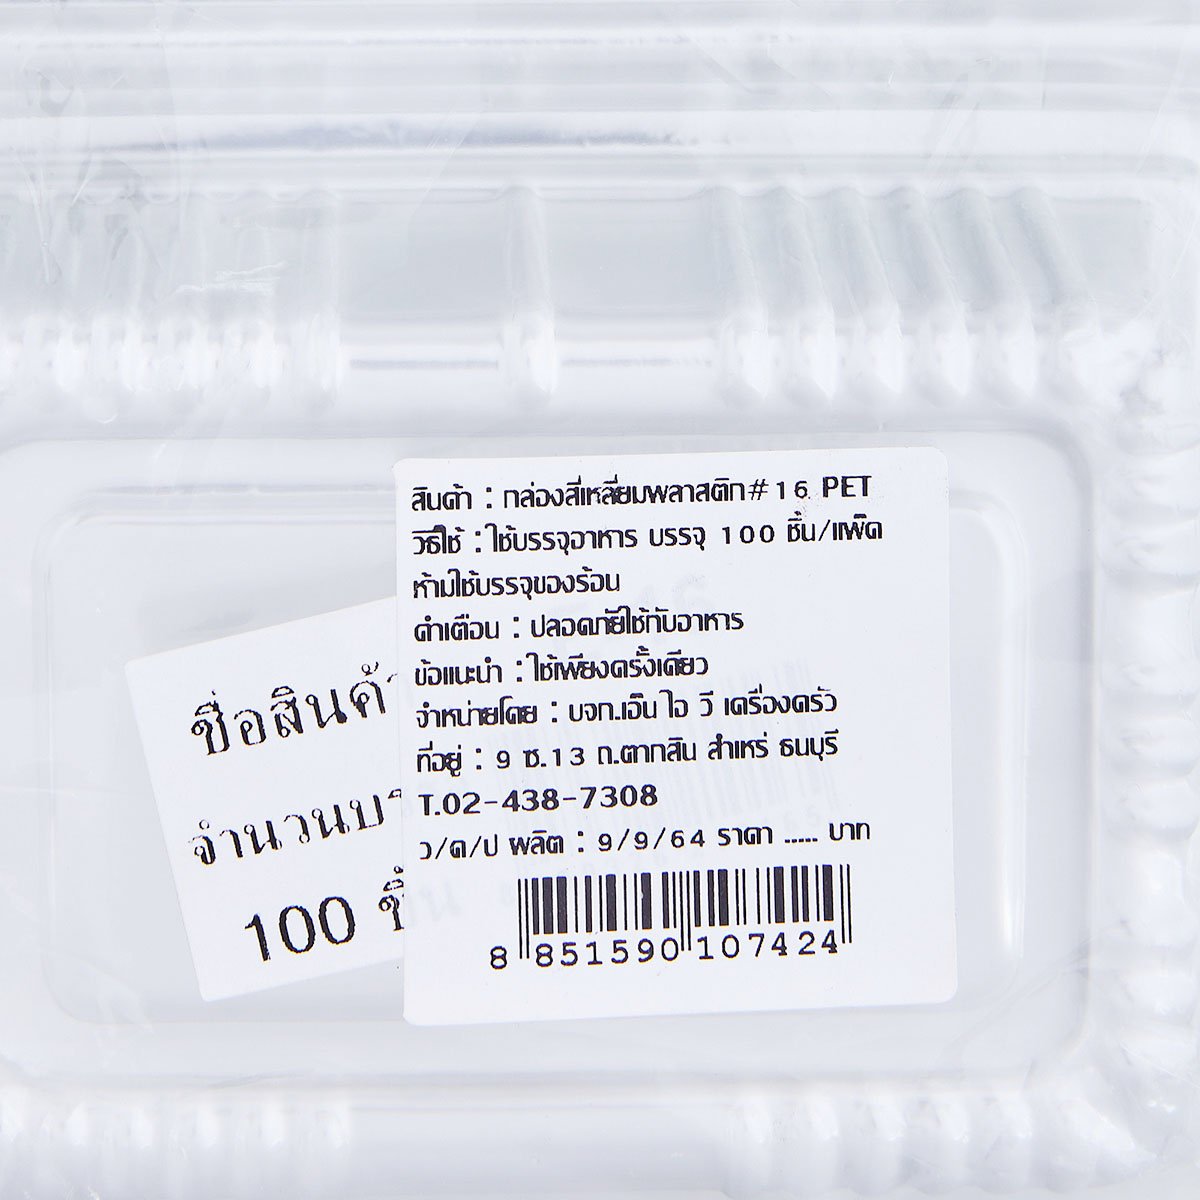 สินค้า : กล่องสี่เหลี่ยมพลาสติก#16 PET
วิธีใช้ : ใช้บรรจุอาหาร บรรจุ 100 ชิ้น/แพ็ค
ห้ามใช้บรรจุของร้อน
คำเตือน : ปลอดภัยใช้กับอาหาร
ข้อแนะนำ : ใช้เพียงครั้งเดียว
จำหน่ายโดย : บจก.เอ็น ไอ วี เครื่องครัว
ที่อยู่ : 9 ซ.13 ถ.ตากสิน สำเหร่ ธนบุรี
T.02-438-7308
ว/ด/ป ผลิต : 9/9/64 ราคา ..... บาท
8 851590 107424
ชื่อสินค้า
จำนวนบ
100 ชิ้